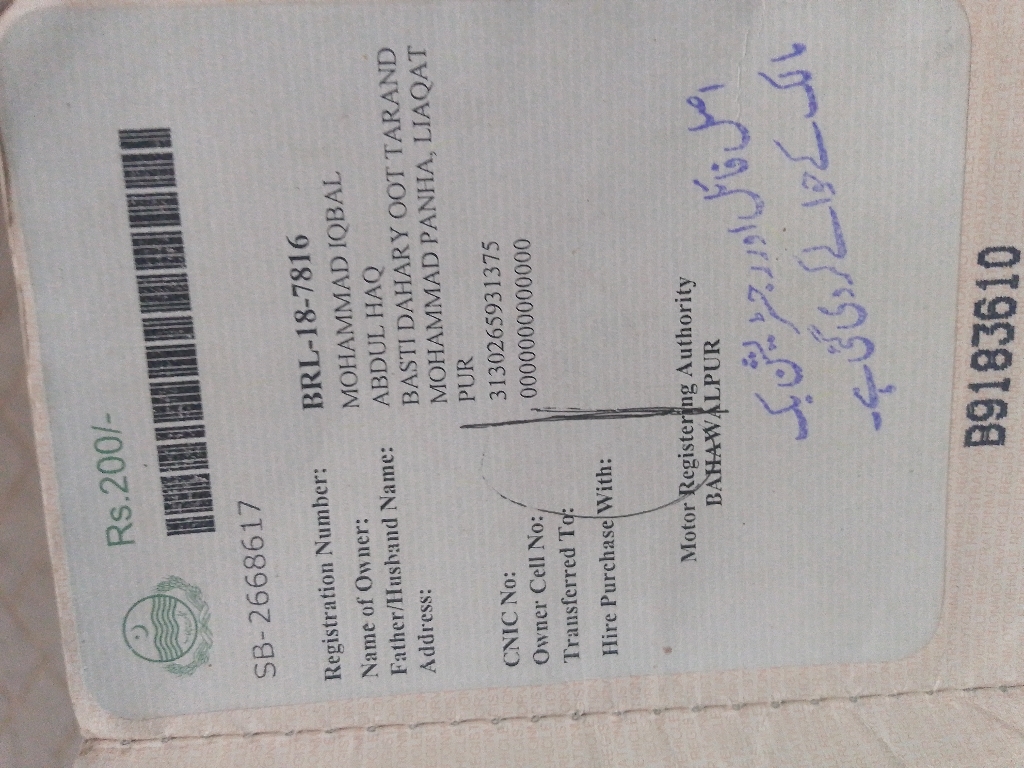 Rs.200/-
SB-2668617
Registration Number: BRL-18-7816
Name of Owner: MOHAMMAD IQBAL
Father/Husband Name: ABDUL HAQ
Address: BASTI DAHARY OOT TARAND
MOHAMMAD PANHA, LIAQAT
PUR
CNIC No: 3130265931375
Owner Cell No: 00000000000000
Transferred To:
Hire Purchase With:
Motor Registering Authority
BAHAWALPUR
اصل فائل اور رجسٹریشن بک
مالک کے حوالے کر دی گئی ہے
B9183610